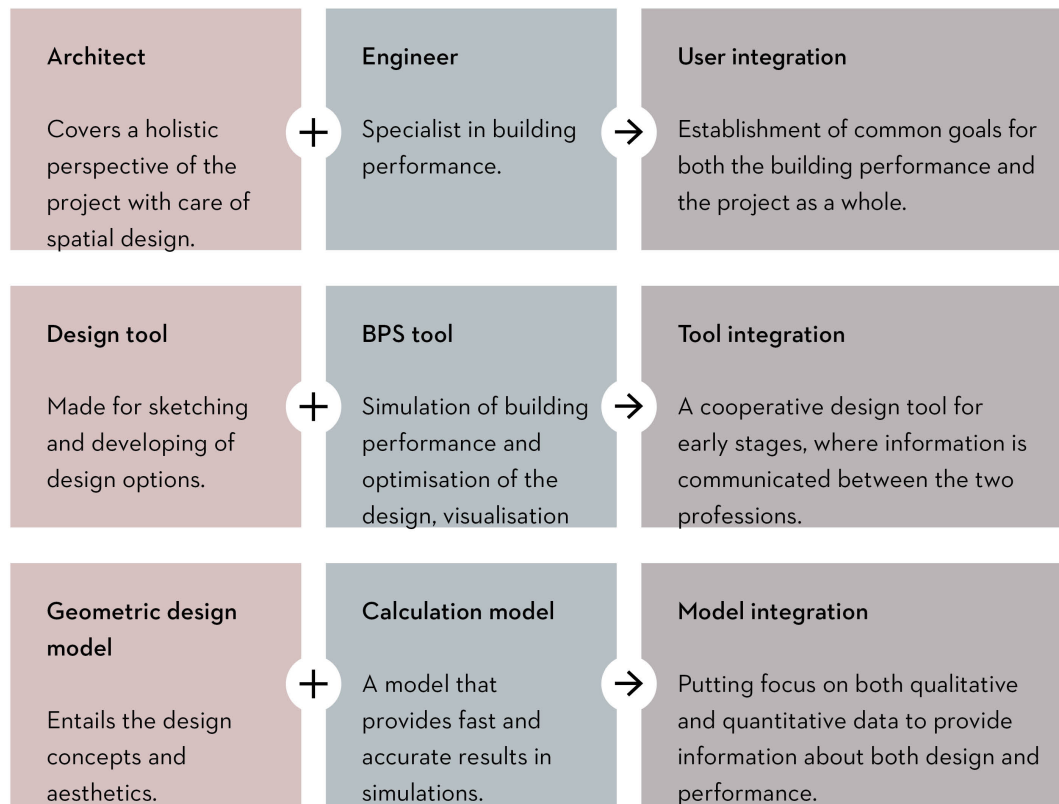 Architect
Covers a holistic
perspective of the
project with care of
spatial design.
+
Engineer
Specialist in building
performance.
→
User integration
Establishment of common goals for
both the building performance and
the project as a whole.
Design tool
Made for sketching
and developing of
design options.
+
BPS tool
Simulation of building
performance and
optimisation of the
design, visualisation
→
Tool integration
A cooperative design tool for
early stages, where information is
communicated between the two
professions.
Geometric design
model
Entails the design
concepts and
aesthetics.
+
Calculation model
A model that
provides fast and
accurate results in
simulations.
→
Model integration
Putting focus on both qualitative
and quantitative data to provide
information about both design and
performance.